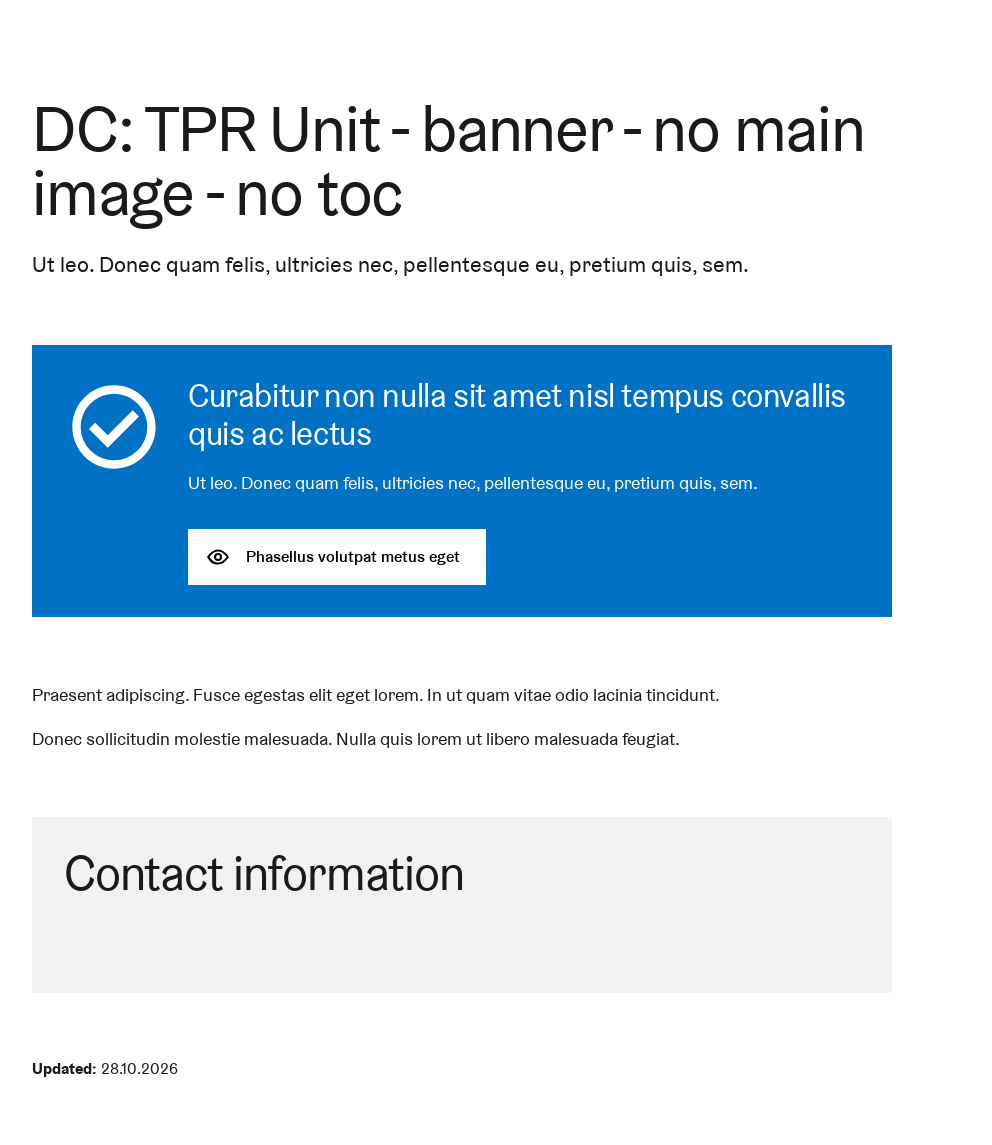 DC: TPR Unit - banner - no main
image - no toc
Ut leo. Donec quam felis, ultricies nec, pellentesque eu, pretium quis, sem.
Curabitur non nulla sit amet nisl tempus convallis
quis ac lectus
Ut leo. Donec quam felis, ultricies nec, pellentesque eu, pretium quis, sem.
Phasellus volutpat metus eget
Praesent adipiscing. Fusce egestas elit eget lorem. In ut quam vitae odio lacinia tincidunt.
Donec sollicitudin molestie malesuada. Nulla quis lorem ut libero malesuada feugiat.
Contact information
Updated: 28.10.2026